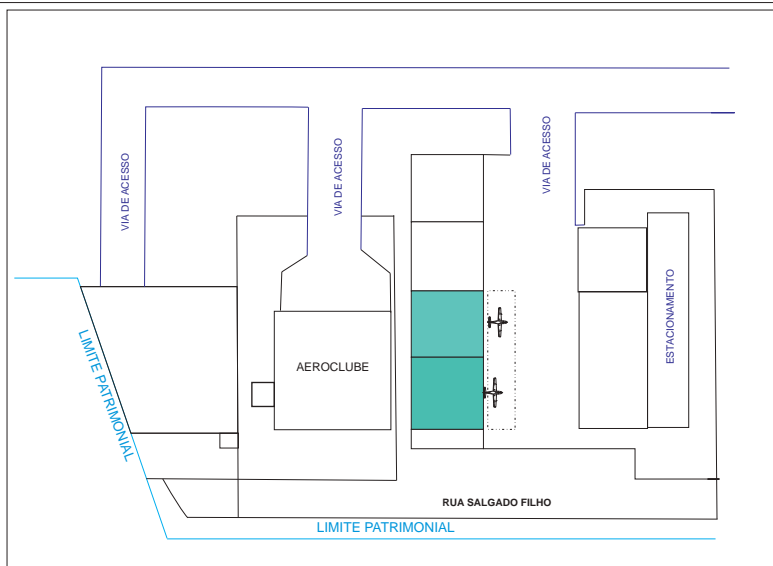 VIA DE ACESSO
VIA DE ACESSO
VIA DE ACESSO
ESTACIONAMENTO
AEROCLUBE
LIMITE PATRIMONIAL
RUA SALGADO FILHO
LIMITE PATRIMONIAL